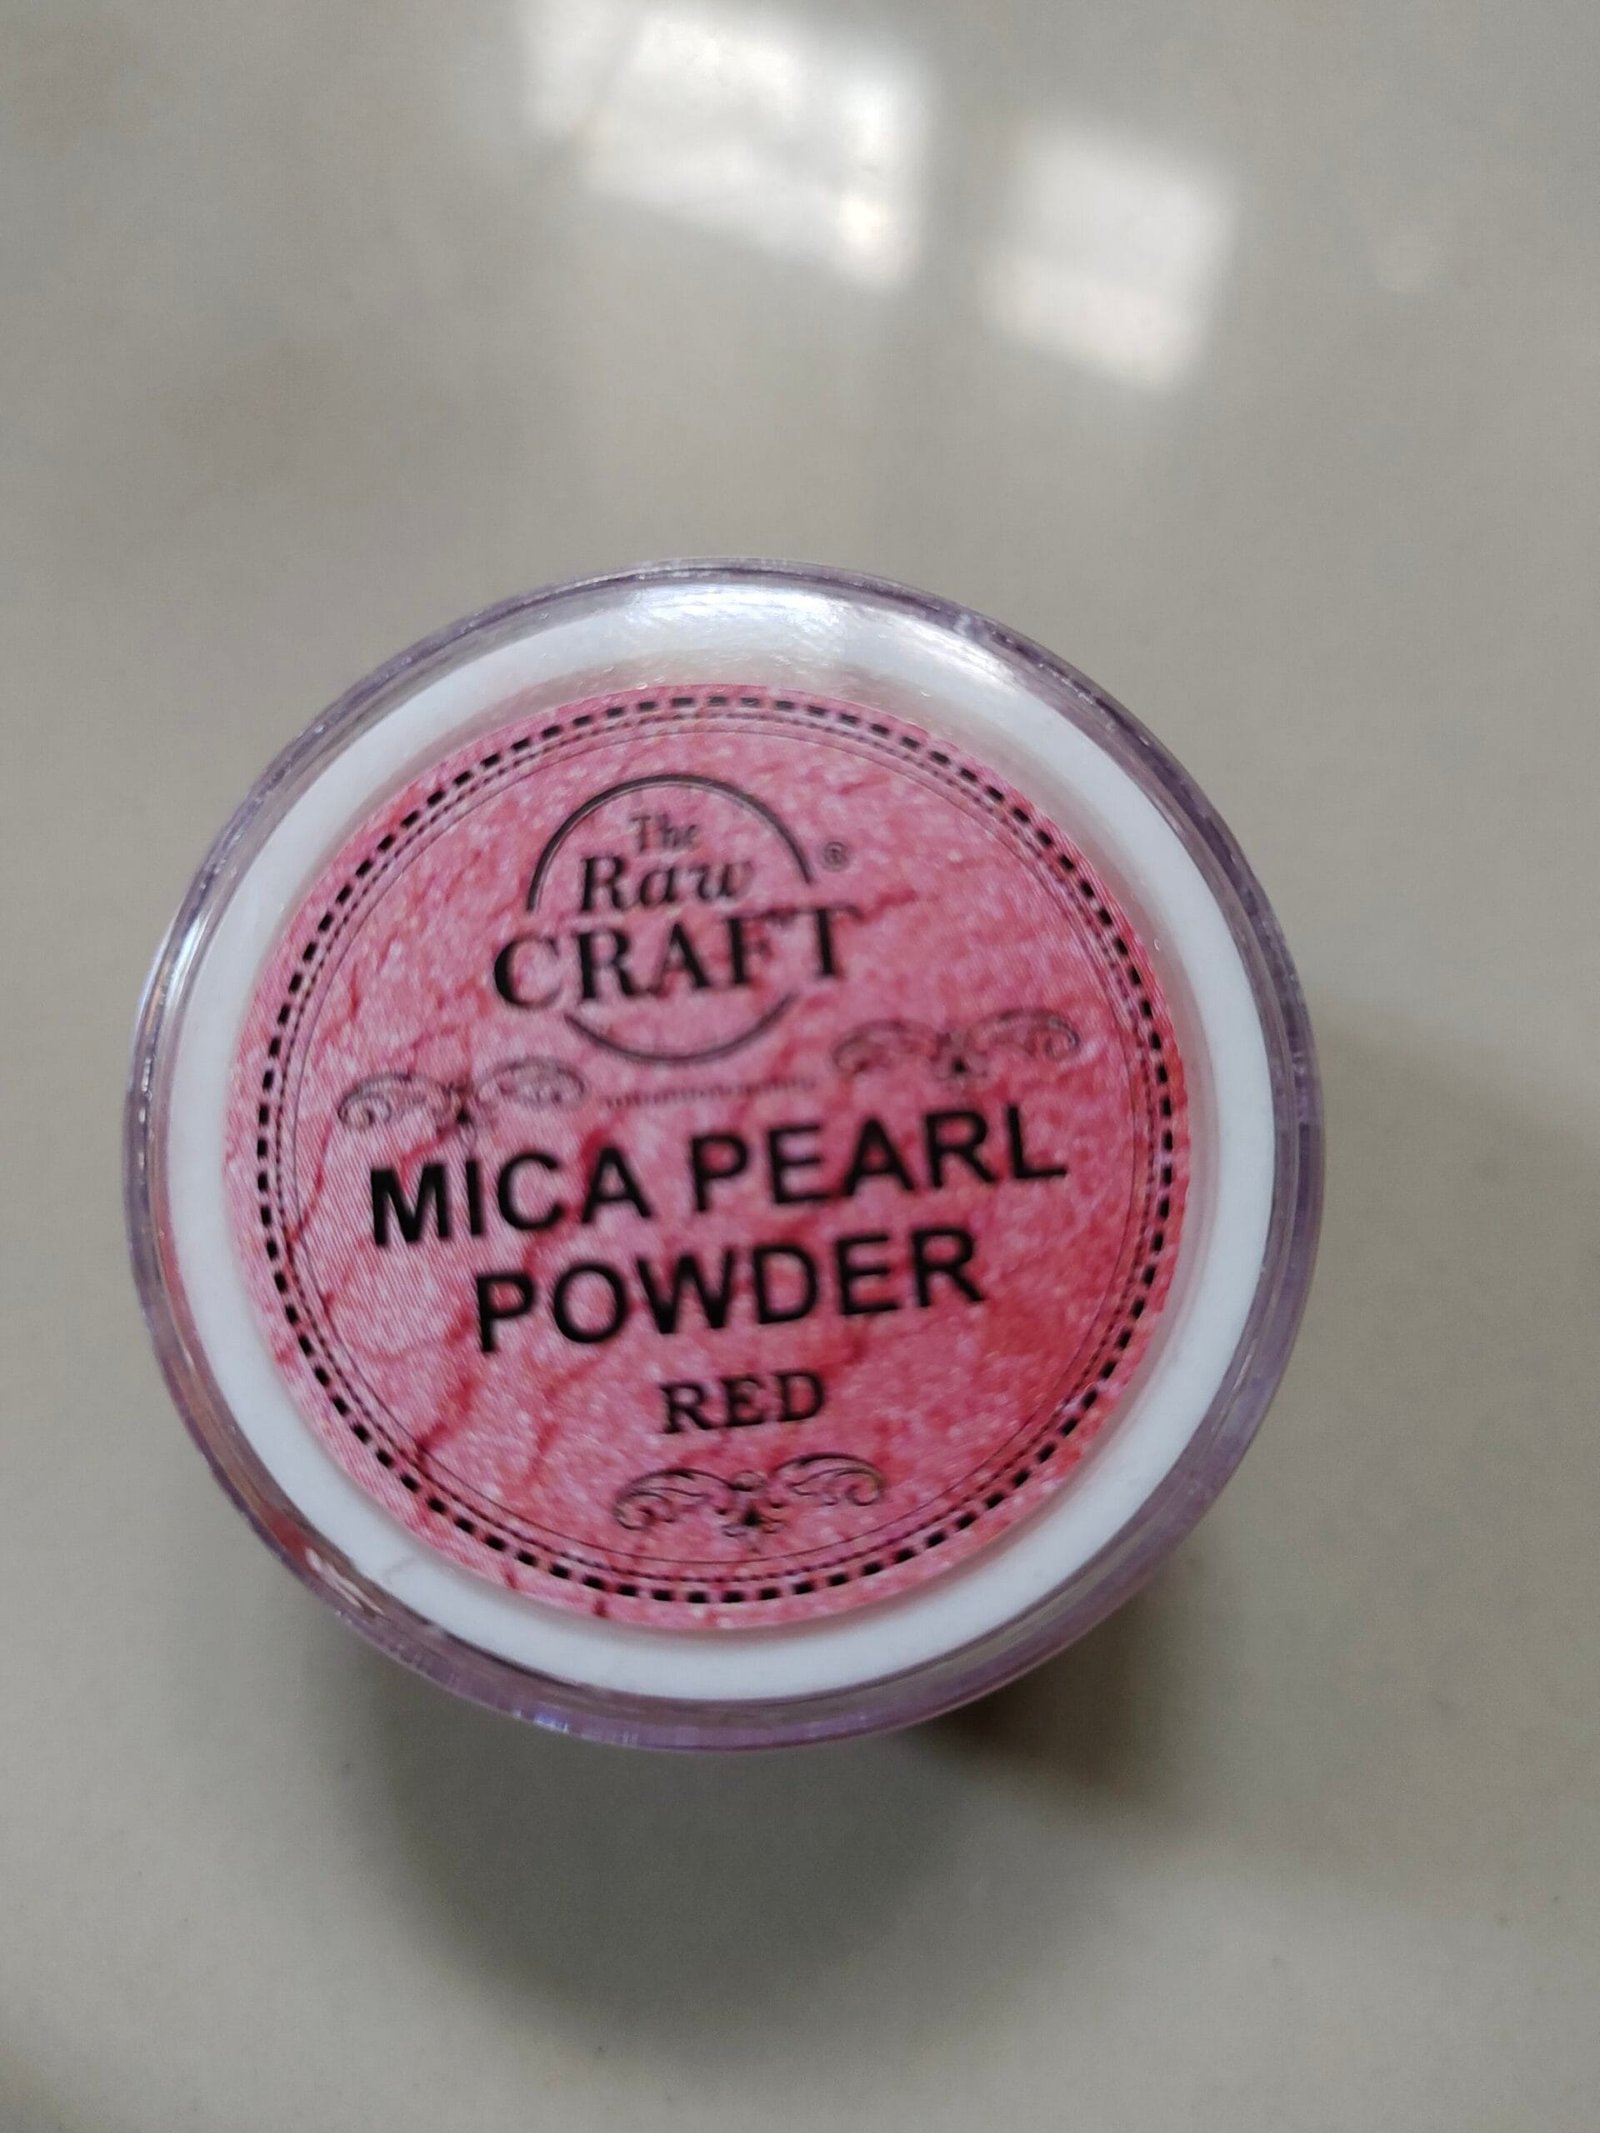 The
Raw
CRAFT
®
MICA PEARL
POWDER
RED